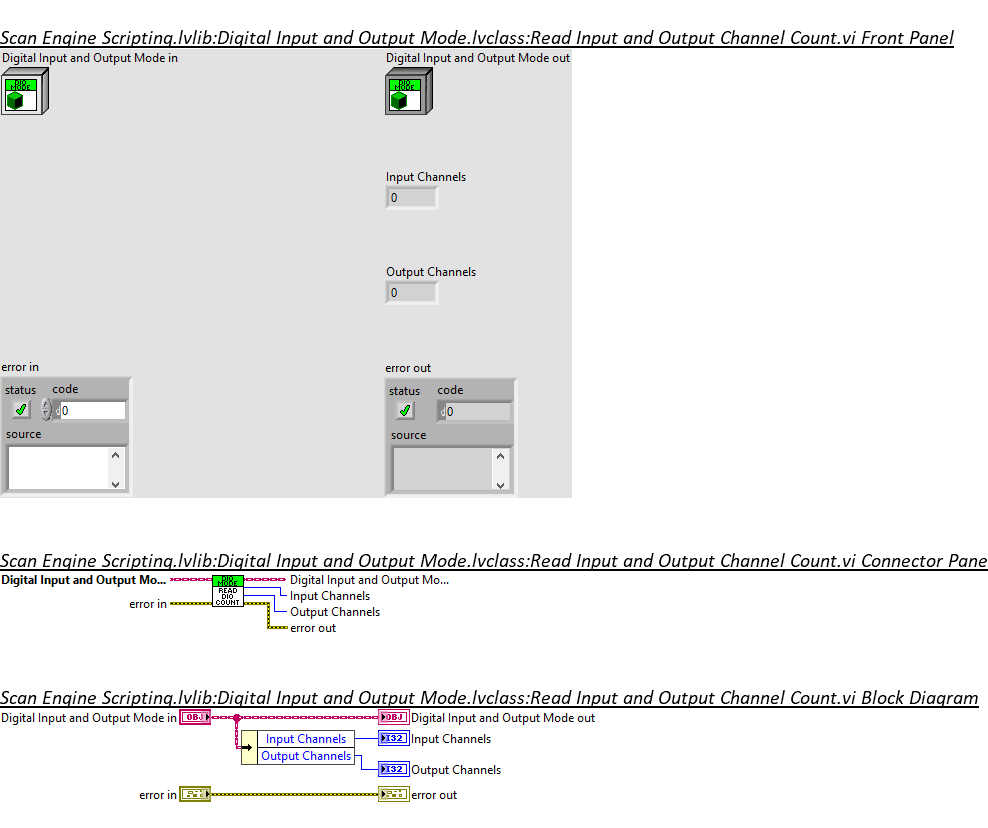 Scan Engine Scripting.lvlib:Digital Input and Output Mode.lvclass:Read Input and Output Channel Count.vi Front Panel
Digital Input and Output Mode in
Digital Input and Output Mode out
DIO
MODE
DIO
MODE
Input Channels
0
Output Channels
0
error in
error out
status
code
status
code
d
0
d
0
source
source
Scan Engine Scripting.lvlib:Digital Input and Output Mode.lvclass:Read Input and Output Channel Count.vi Connector Pane
Digital Input and Output Mo...
DIO
MODE
READ
DIO
COUNT
Digital Input and Output Mo...
Input Channels
error in
Output Channels
error out
Scan Engine Scripting.lvlib:Digital Input and Output Mode.lvclass:Read Input and Output Channel Count.vi Block Diagram
Digital Input and Output Mode in
OBJ
OBJ
Digital Input and Output Mode out
Input Channels
I32
Input Channels
Output Channels
I32
Output Channels
error in
error out